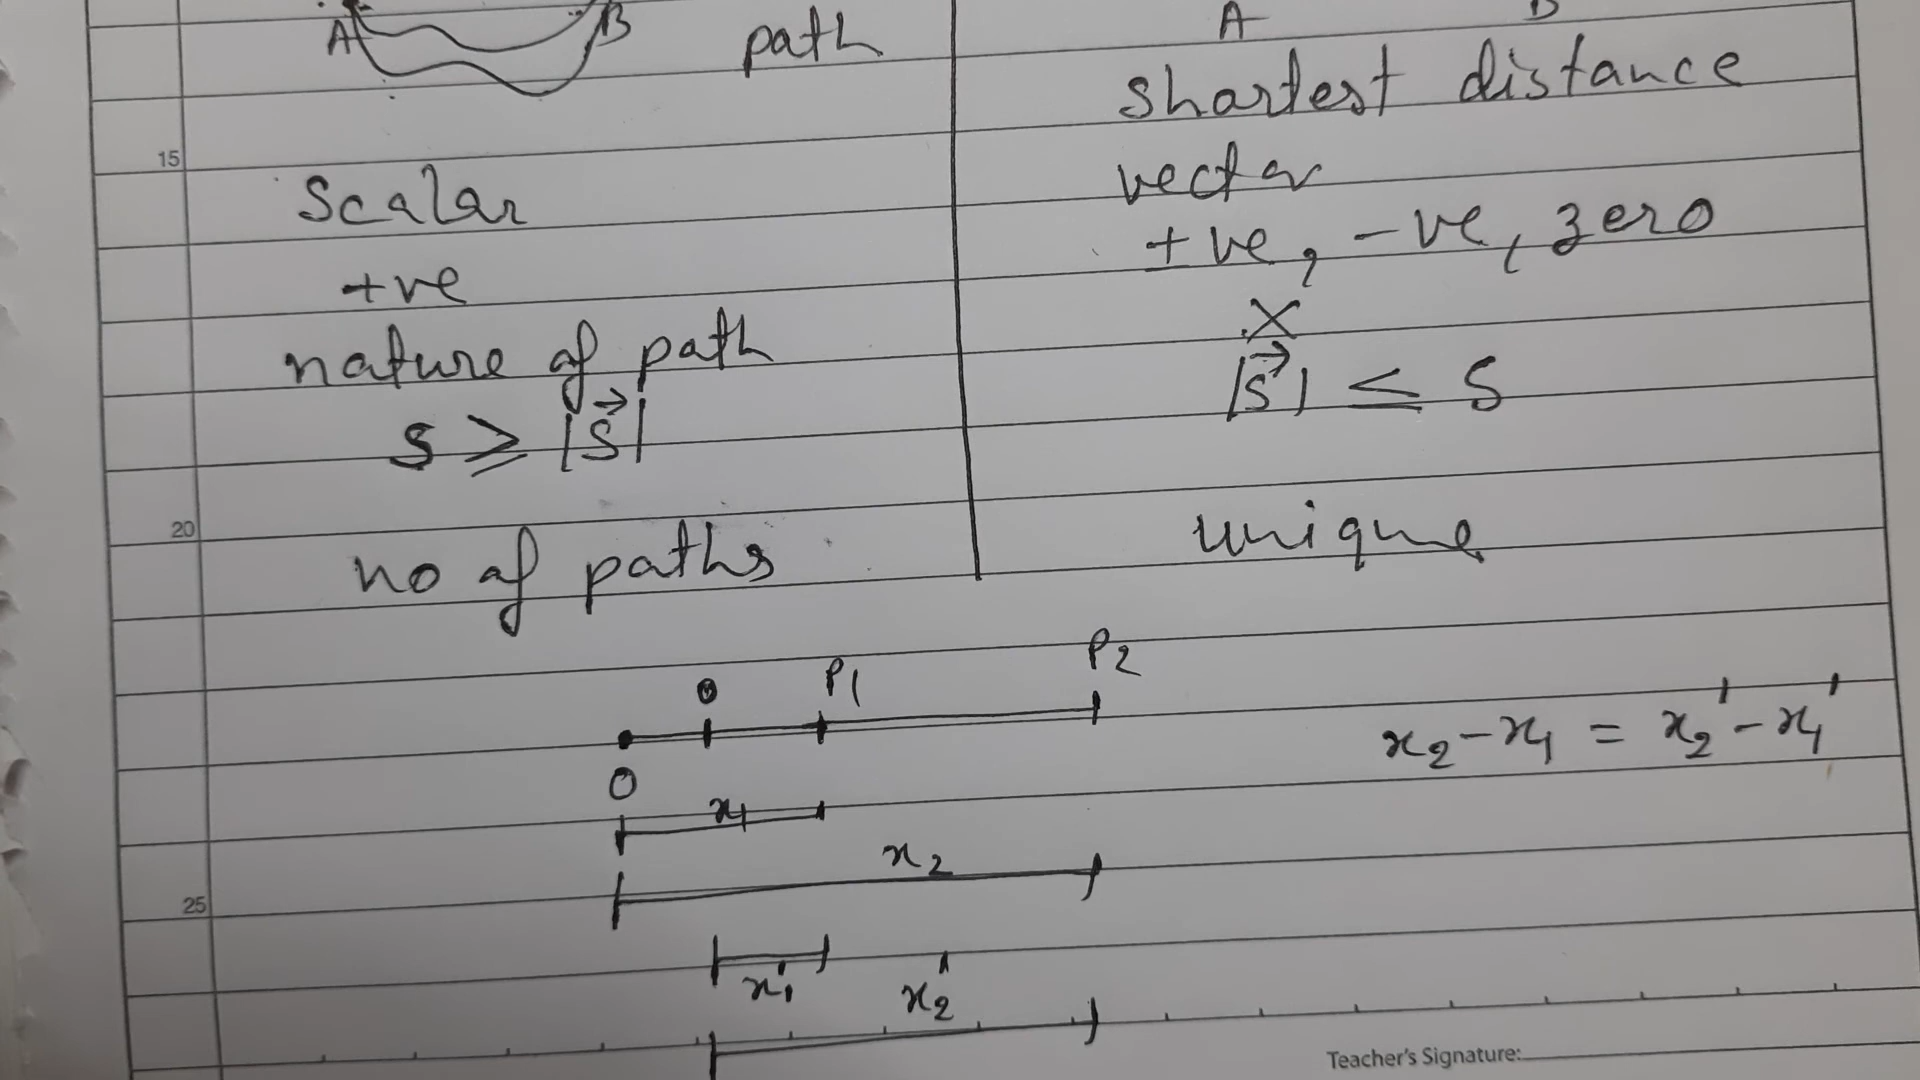 A B path
A B
shortest distance
15
Scalar
vector
+ve
+ve, -ve, zero
nature of path
X
s ≥ |s⃗|
|s⃗| ≤ s
20
no of paths
unique
O P1 P2
x2 - x1 = x2' - x1'
O
x1
x2
25
x1'
x2'
Teacher's Signature: